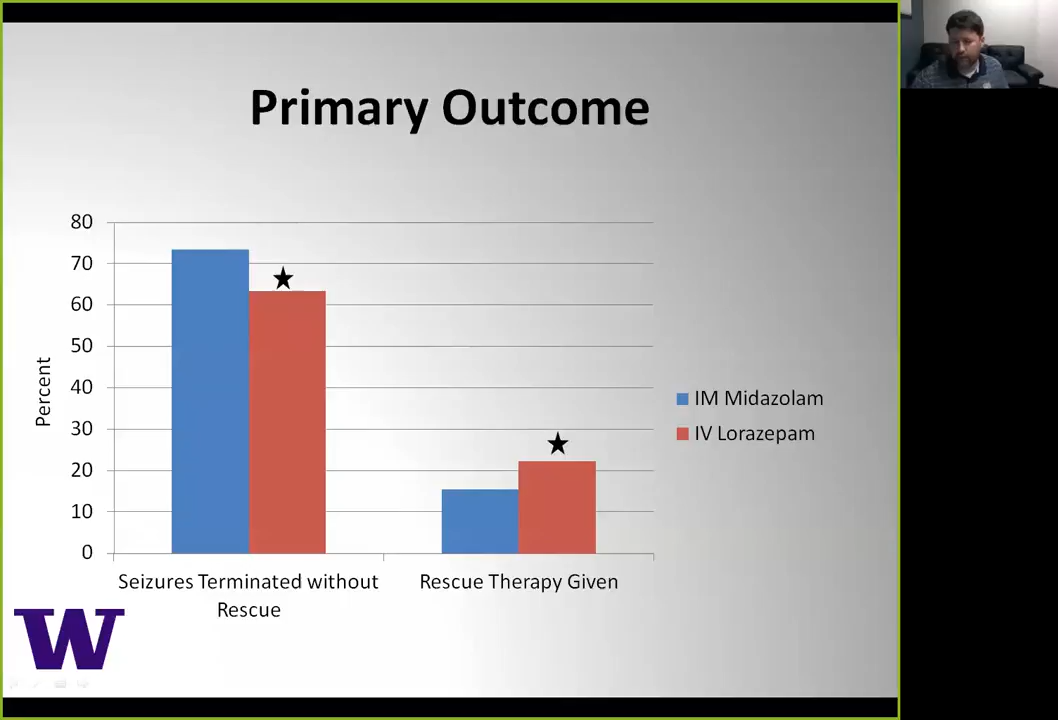 Primary Outcome
80
70
60
50
40
30
20
10
0
Percent
IM Midazolam
IV Lorazepam
Seizures Terminated without
Rescue
Rescue Therapy Given
W